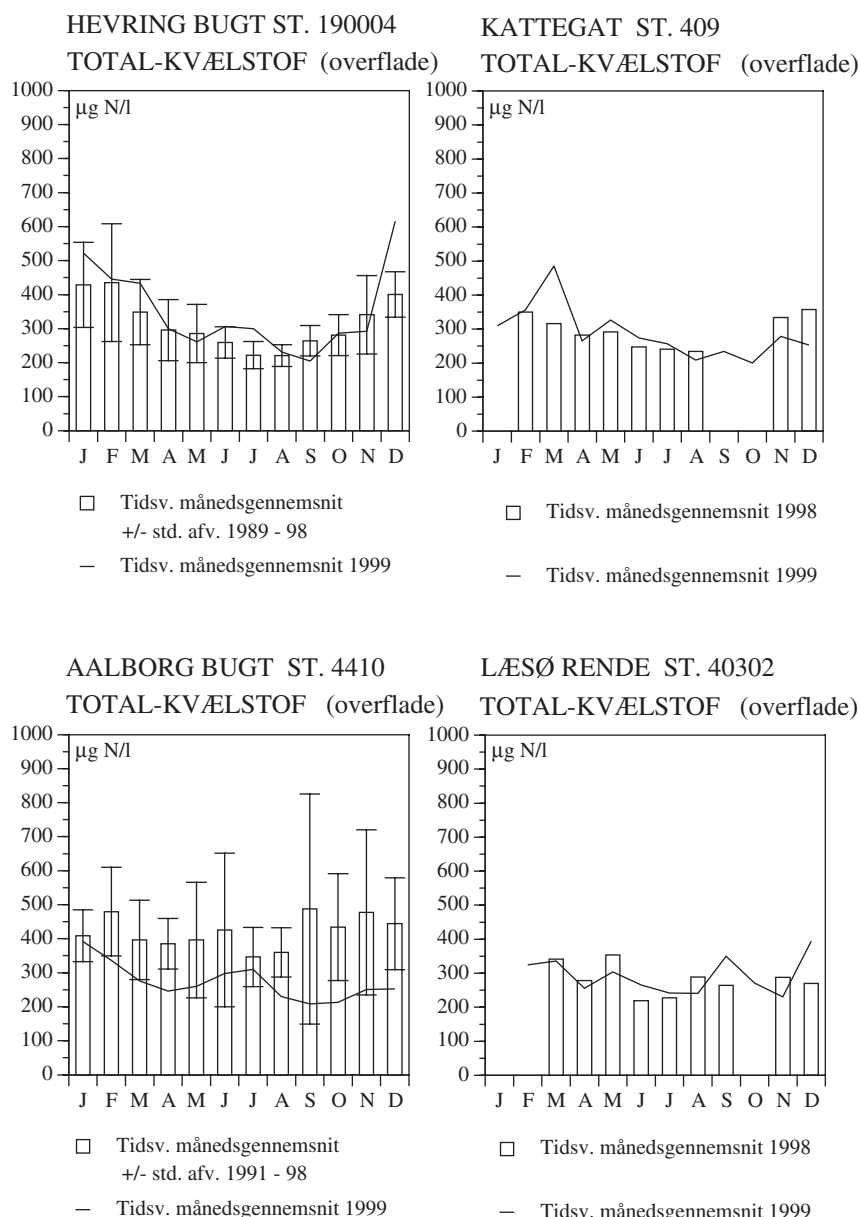 HEVRING BUGT ST. 190004
TOTAL-KVÆLSTOF (overflade)
1000
900
800
700
600
500
400
300
200
100
0
µg N/l
J F M A M J J A S O N D
Tidsv. månedsgennemsnit
+/- std. afv. 1989 - 98
Tidsv. månedsgennemsnit 1999
KATTEGAT ST. 409
TOTAL-KVÆLSTOF (overflade)
1000
900
800
700
600
500
400
300
200
100
0
µg N/l
J F M A M J J A S O N D
Tidsv. månedsgennemsnit 1998
Tidsv. månedsgennemsnit 1999
AALBORG BUGT ST. 4410
TOTAL-KVÆLSTOF (overflade)
1000
900
800
700
600
500
400
300
200
100
0
µg N/l
J F M A M J J A S O N D
Tidsv. månedsgennemsnit
+/- std. afv. 1991 - 98
Tidsv. månedsgennemsnit 1999
LÆSØ RENDE ST. 40302
TOTAL-KVÆLSTOF (overflade)
1000
900
800
700
600
500
400
300
200
100
0
µg N/l
J F M A M J J A S O N D
Tidsv. månedsgennemsnit 1998
Tidsv. månedsgennemsnit 1999